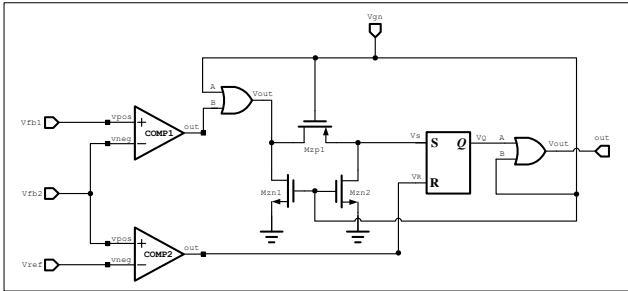 Vgn
A
B
Vout
Vfb1
vpos
vneg
COMP1
out
Mzp1
Vs
S
Q
VQ
A
B
Vout
out
Vfb2
Mzn1
Mzn2
VR
R
vpos
vneg
COMP2
out
Vref